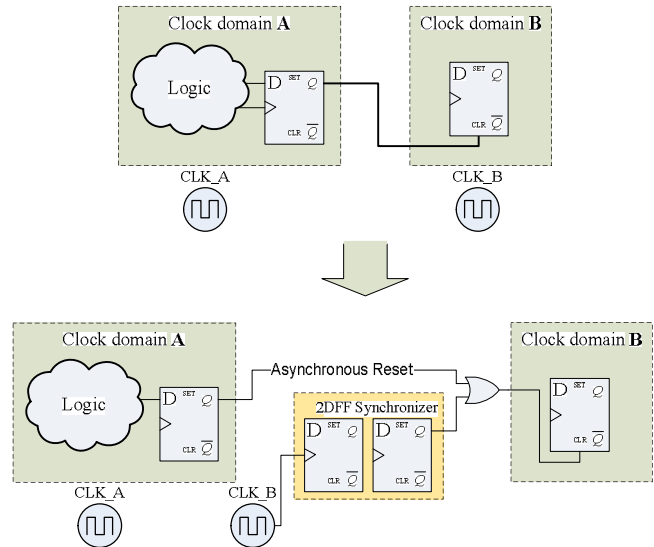 Clock domain A
Clock domain B
Logic
D SET Q
CLR Q
D SET Q
CLR Q
CLK_A
CLK_B
Clock domain A
Clock domain B
Asynchronous Reset
Logic
D SET Q
CLR Q
2DFF Synchronizer
D SET Q
CLR Q
D SET Q
CLR Q
D SET Q
CLR Q
CLK_A
CLK_B